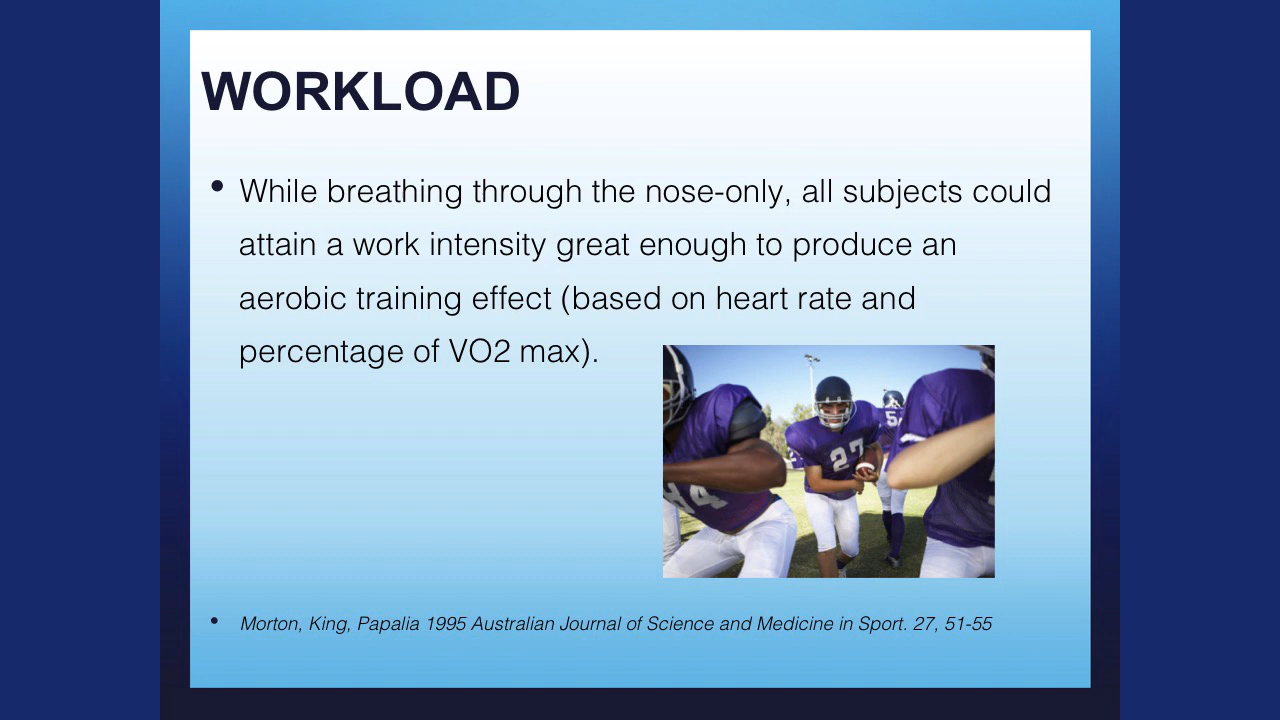 WORKLOAD
• While breathing through the nose-only, all subjects could
attain a work intensity great enough to produce an
aerobic training effect (based on heart rate and
percentage of VO2 max).
27
• Morton, King, Papalia 1995 Australian Journal of Science and Medicine in Sport. 27, 51-55